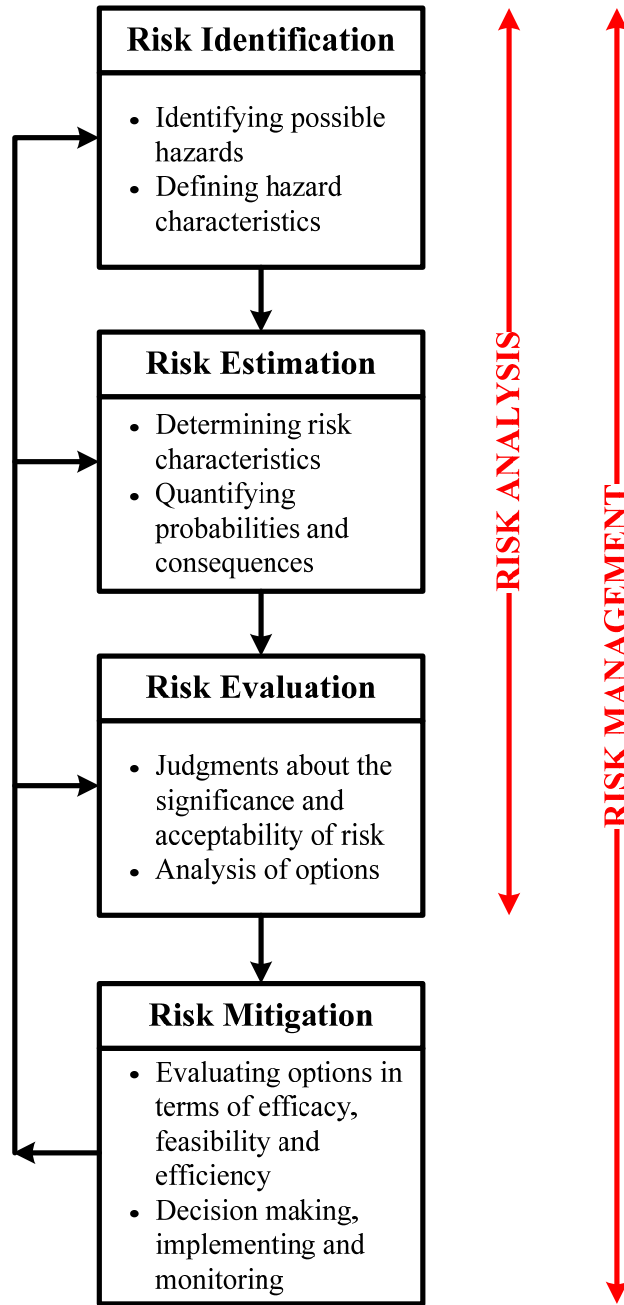 Risk Identification
• Identifying possible
hazards
• Defining hazard
characteristics
Risk Estimation
• Determining risk
characteristics
• Quantifying
probabilities and
consequences
Risk Evaluation
• Judgments about the
significance and
acceptability of risk
• Analysis of options
Risk Mitigation
• Evaluating options in
terms of efficacy,
feasibility and
efficiency
• Decision making,
implementing and
monitoring
RISK ANALYSIS
RISK MANAGEMENT